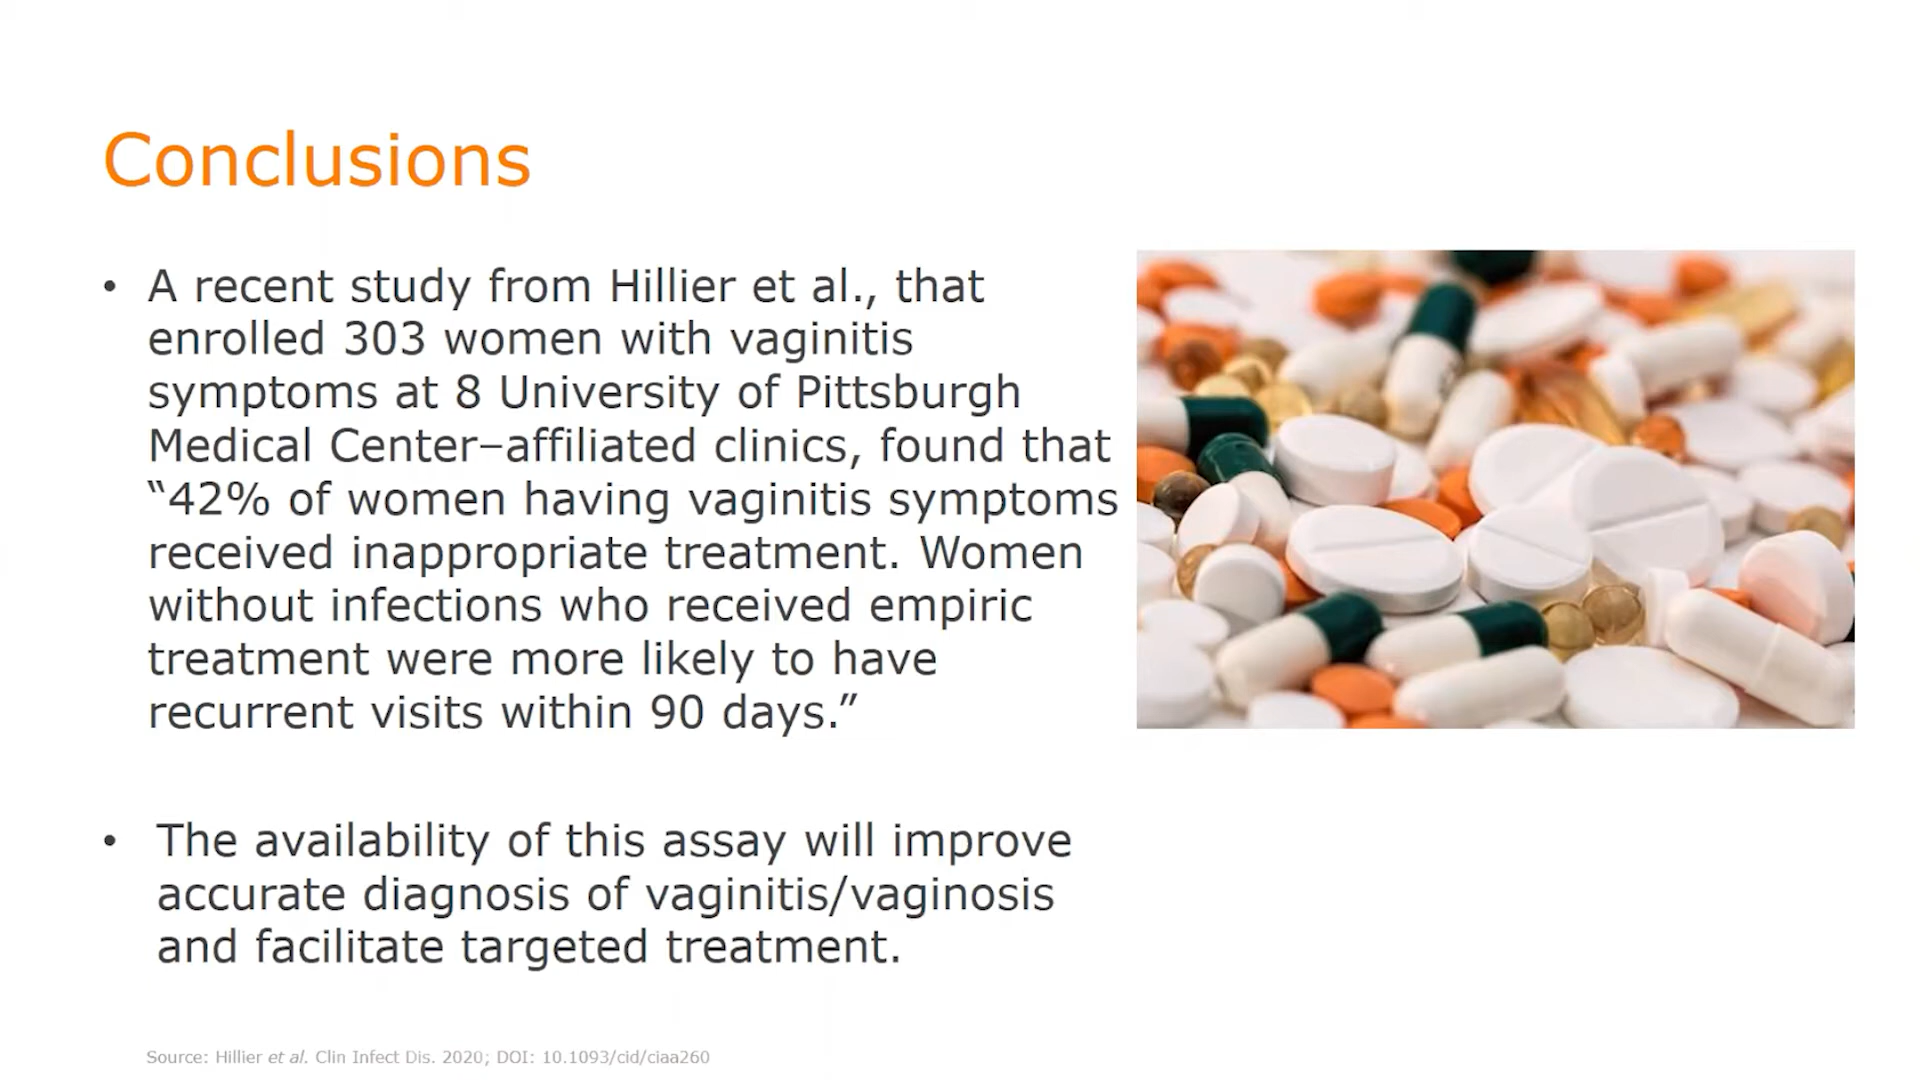 Conclusions
• A recent study from Hillier et al., that
enrolled 303 women with vaginitis
symptoms at 8 University of Pittsburgh
Medical Center–affiliated clinics, found that
“42% of women having vaginitis symptoms
received inappropriate treatment. Women
without infections who received empiric
treatment were more likely to have
recurrent visits within 90 days.”
• The availability of this assay will improve
accurate diagnosis of vaginitis/vaginosis
and facilitate targeted treatment.
Source: Hillier et al. Clin Infect Dis. 2020; DOI: 10.1093/cid/ciaa260